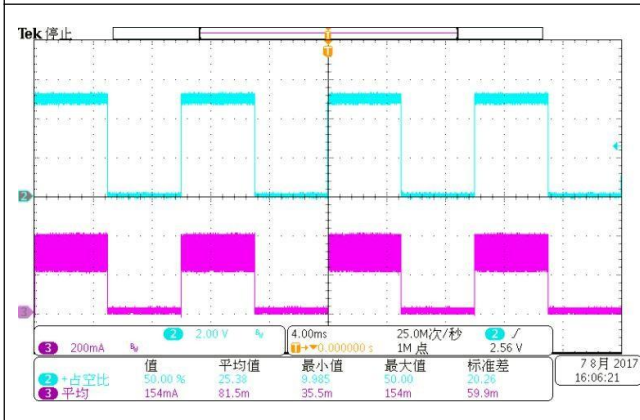 Tek 停止
T
T
2
3
2 2.00 V
3 200mA
4.00ms 25.0M次/秒 2
T→▼0.000000 s 1M 点 2.56 V
值 平均值 最小值 最大值 标准差
2 +占空比 50.00 % 25.38 9.985 50.00 20.26
3 平均 154mA 81.5m 35.5m 154m 59.9m
7 8月 2017
16:06:21